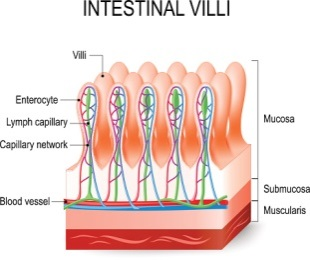 INTESTINAL VILLI
Villi
Enterocyte
Lymph capillary
Capillary network
Blood vessel
Mucosa
Submucosa
Muscularis